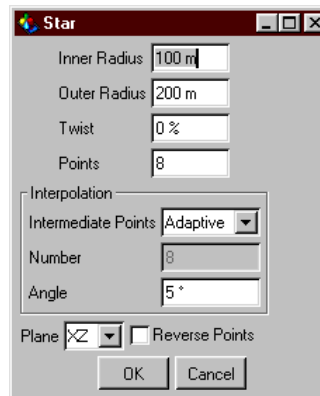 Star
Inner Radius 100 m
Outer Radius 200 m
Twist 0 %
Points 8
Interpolation
Intermediate Points Adaptive
Number 8
Angle 5 °
Plane XZ Reverse Points
OK Cancel